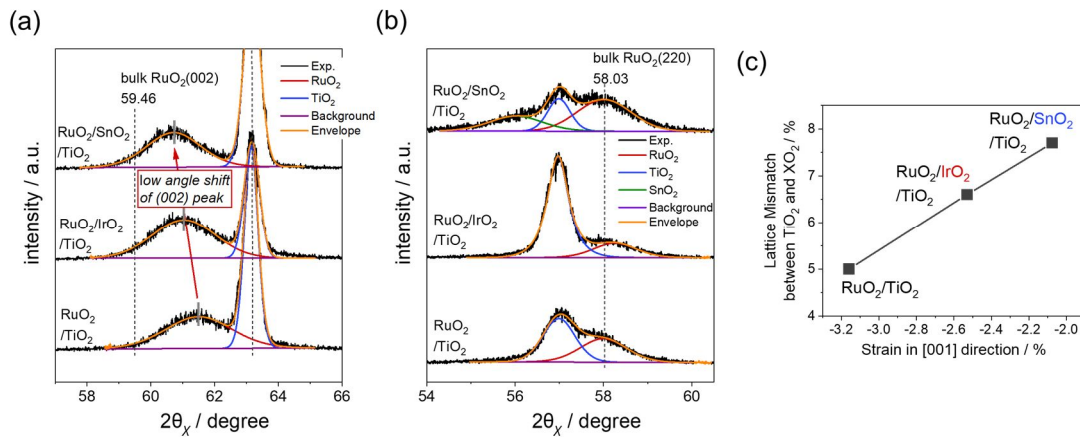 (a)
bulk RuO₂(002)
59.46
Exp.
RuO₂
TiO₂
Background
Envelope
RuO₂/SnO₂
/TiO₂
low angle shift
of (002) peak
RuO₂/IrO₂
/TiO₂
RuO₂
/TiO₂
intensity / a.u.
58 60 62 64 66
2θχ / degree
(b)
bulk RuO₂(220)
58.03
RuO₂/SnO₂
/TiO₂
Exp.
RuO₂
TiO₂
SnO₂
Background
Envelope
RuO₂/IrO₂
/TiO₂
RuO₂
/TiO₂
intensity / a.u.
54 56 58 60
2θχ / degree
(c)
Lattice Mismatch
between TiO₂ and XO₂ / %
8
7
6
5
4
RuO₂/SnO₂
/TiO₂
RuO₂/IrO₂
/TiO₂
RuO₂/TiO₂
-3.2 -3.0 -2.8 -2.6 -2.4 -2.2 -2.0
Strain in [001] direction / %